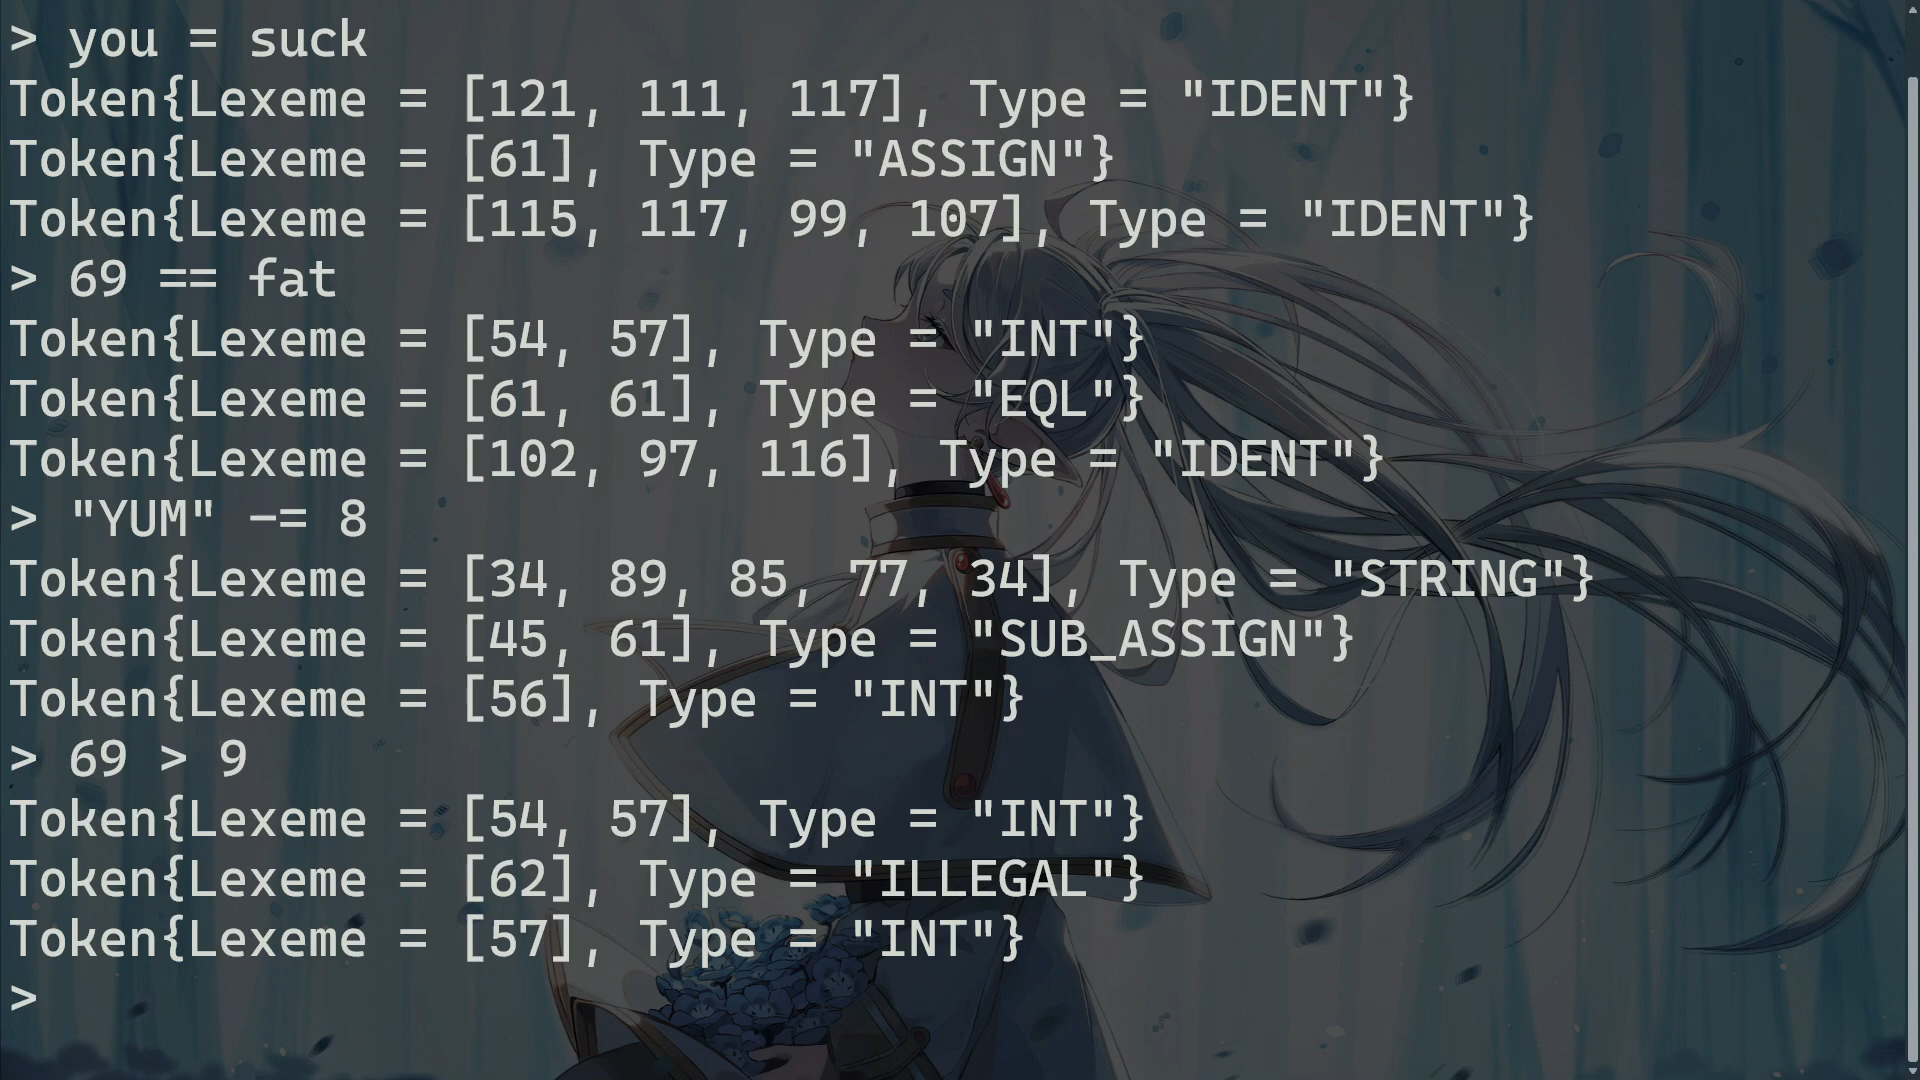 > you = suck
Token{Lexeme = [121, 111, 117], Type = "IDENT"}
Token{Lexeme = [61], Type = "ASSIGN"}
Token{Lexeme = [115, 117, 99, 107], Type = "IDENT"}
> 69 == fat
Token{Lexeme = [54, 57], Type = "INT"}
Token{Lexeme = [61, 61], Type = "EQL"}
Token{Lexeme = [102, 97, 116], Type = "IDENT"}
> "YUM" -= 8
Token{Lexeme = [34, 89, 85, 77, 34], Type = "STRING"}
Token{Lexeme = [45, 61], Type = "SUB_ASSIGN"}
Token{Lexeme = [56], Type = "INT"}
> 69 > 9
Token{Lexeme = [54, 57], Type = "INT"}
Token{Lexeme = [62], Type = "ILLEGAL"}
Token{Lexeme = [57], Type = "INT"}
>